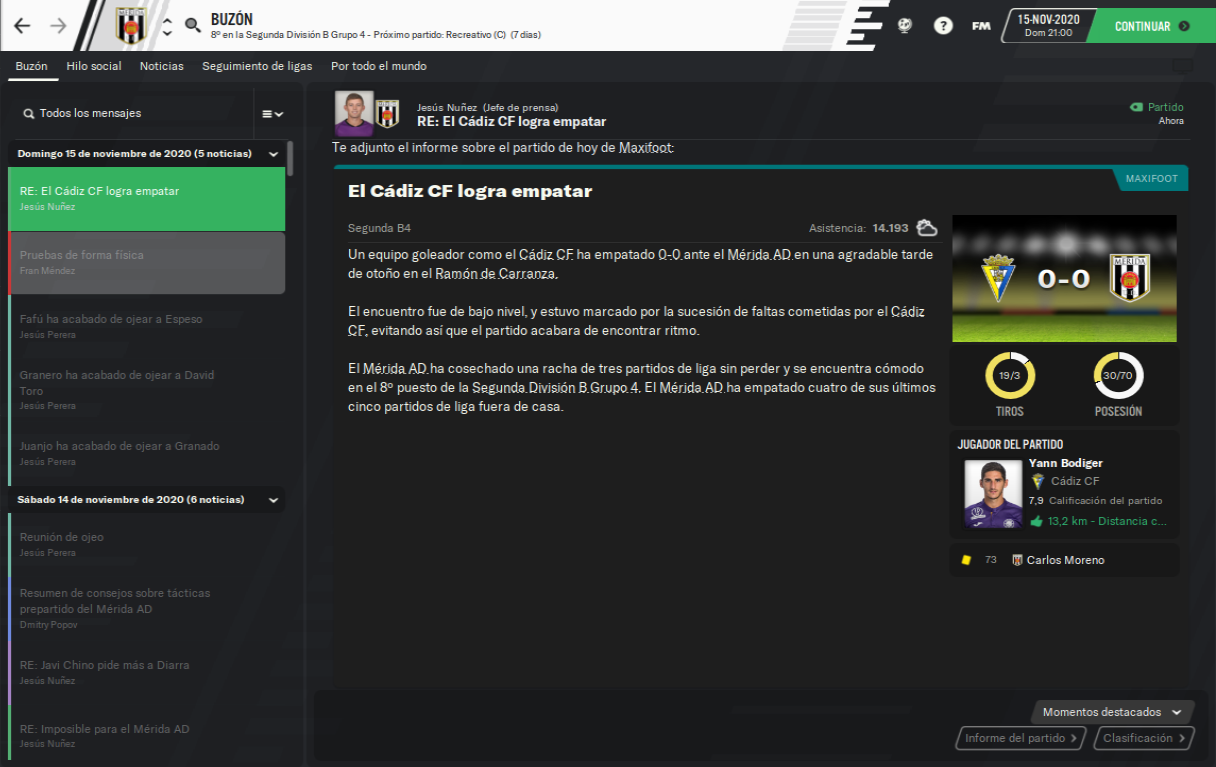 BUZÓN
8º en la Segunda División B Grupo 4 - Próximo partido: Recreativo (C) (7 días)
FM
15-NOV-2020
Dom 21:00
CONTINUAR
Buzón Hilo social Noticias Seguimiento de ligas Por todo el mundo
Todos los mensajes
Domingo 15 de noviembre de 2020 (5 noticias)
RE: El Cádiz CF logra empatar
Jesús Nuñez
Pruebas de forma física
Fran Méndez
Fafú ha acabado de ojear a Espeso
Jesús Perera
Granero ha acabado de ojear a David
Toro
Jesús Perera
Juanjo ha acabado de ojear a Granado
Jesús Perera
Sábado 14 de noviembre de 2020 (6 noticias)
Reunión de ojeo
Jesús Perera
Resumen de consejos sobre tácticas
prepartido del Mérida AD
Dmitry Popov
RE: Javi Chino pide más a Diarra
Jesús Nuñez
RE: Imposible para el Mérida AD
Jesús Nuñez
Jesús Nuñez (Jefe de prensa)
RE: El Cádiz CF logra empatar
Partido
Ahora
Te adjunto el informe sobre el partido de hoy de Maxifoot:
MAXIFOOT
El Cádiz CF logra empatar
Segunda B4
Asistencia: 14.193
Un equipo goleador como el Cádiz CF ha empatado 0-0 ante el Mérida AD en una agradable tarde
de otoño en el Ramón de Carranza.
El encuentro fue de bajo nivel, y estuvo marcado por la sucesión de faltas cometidas por el Cádiz
CF, evitando así que el partido acabara de encontrar ritmo.
El Mérida AD ha cosechado una racha de tres partidos de liga sin perder y se encuentra cómodo
en el 8º puesto de la Segunda División B Grupo 4. El Mérida AD ha empatado cuatro de sus últimos
cinco partidos de liga fuera de casa.
0-0
MÉRIDA
19/3
30/70
TIROS
POSESIÓN
JUGADOR DEL PARTIDO
Yann Bodiger
Cádiz CF
7,9 Calificación del partido
13,2 km - Distancia c...
73 Carlos Moreno
Momentos destacados
Informe del partido
Clasificación